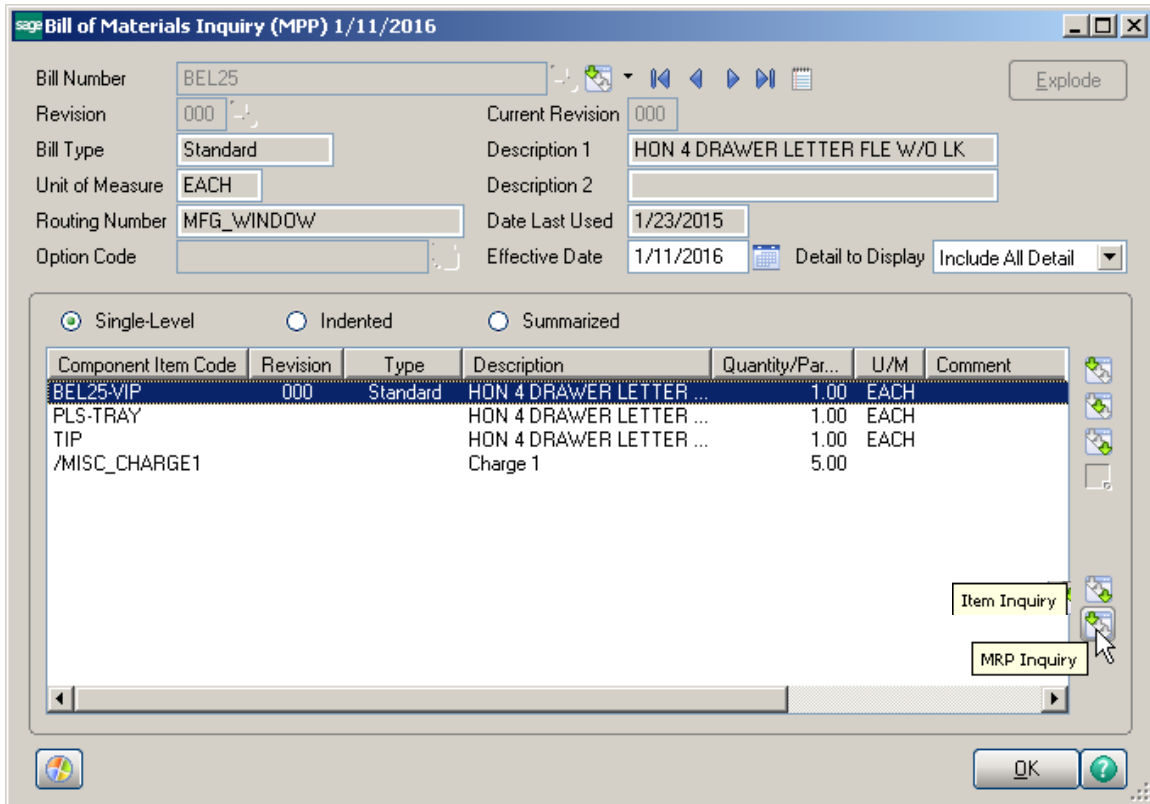 sage Bill of Materials Inquiry (MPP) 1/11/2016
Bill Number BEL25 Explode
Revision 000 Current Revision 000
Bill Type Standard Description 1 HON 4 DRAWER LETTER FLE W/O LK
Unit of Measure EACH Description 2
Routing Number MFG_WINDOW Date Last Used 1/23/2015
Option Code Effective Date 1/11/2016 Detail to Display Include All Detail
Single-Level Indented Summarized
Component Item Code Revision Type Description Quantity/Par... U/M Comment
BEL25-VIP 000 Standard HON 4 DRAWER LETTER ... 1.00 EACH
PLS-TRAY HON 4 DRAWER LETTER ... 1.00 EACH
TIP HON 4 DRAWER LETTER ... 1.00 EACH
/MISC_CHARGE1 Charge 1 5.00
Item Inquiry
MRP Inquiry
OK ?